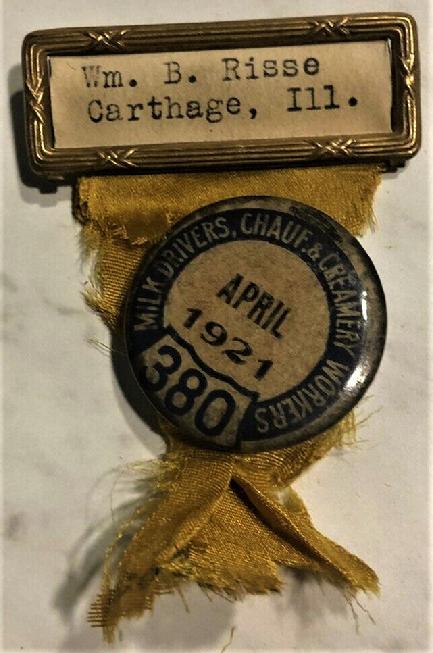 Wm. B. Risse
Carthage, Ill.
MILK DRIVERS, CHAUF. & CREAMERY WORKERS
APRIL
1921
380